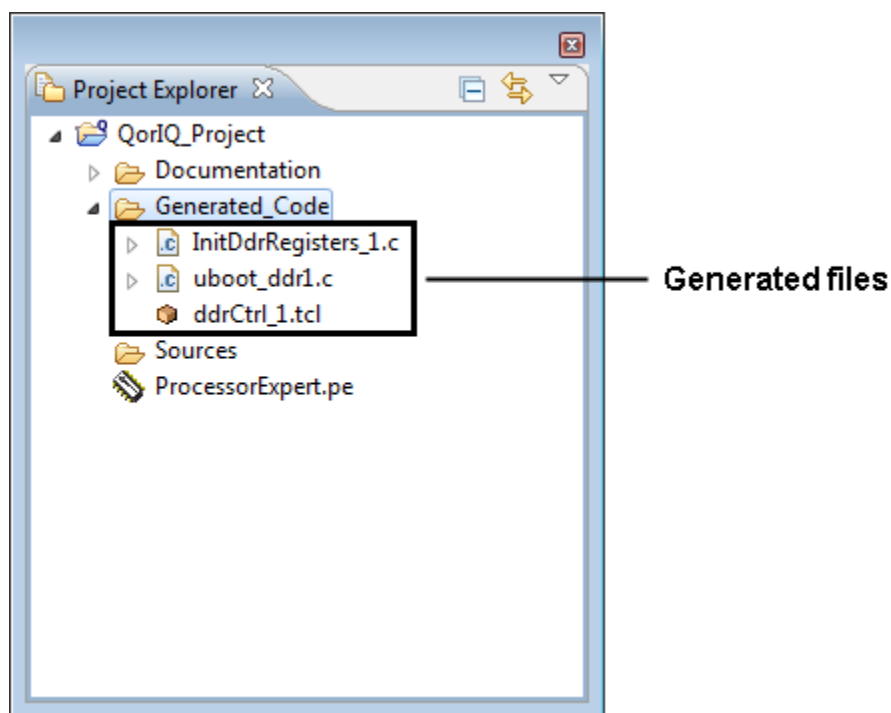 Project Explorer
QorIQ_Project
Documentation
Generated_Code
.c InitDdrRegisters_1.c
.c uboot_ddr1.c
ddrCtrl_1.tcl
Generated files
Sources
ProcessorExpert.pe